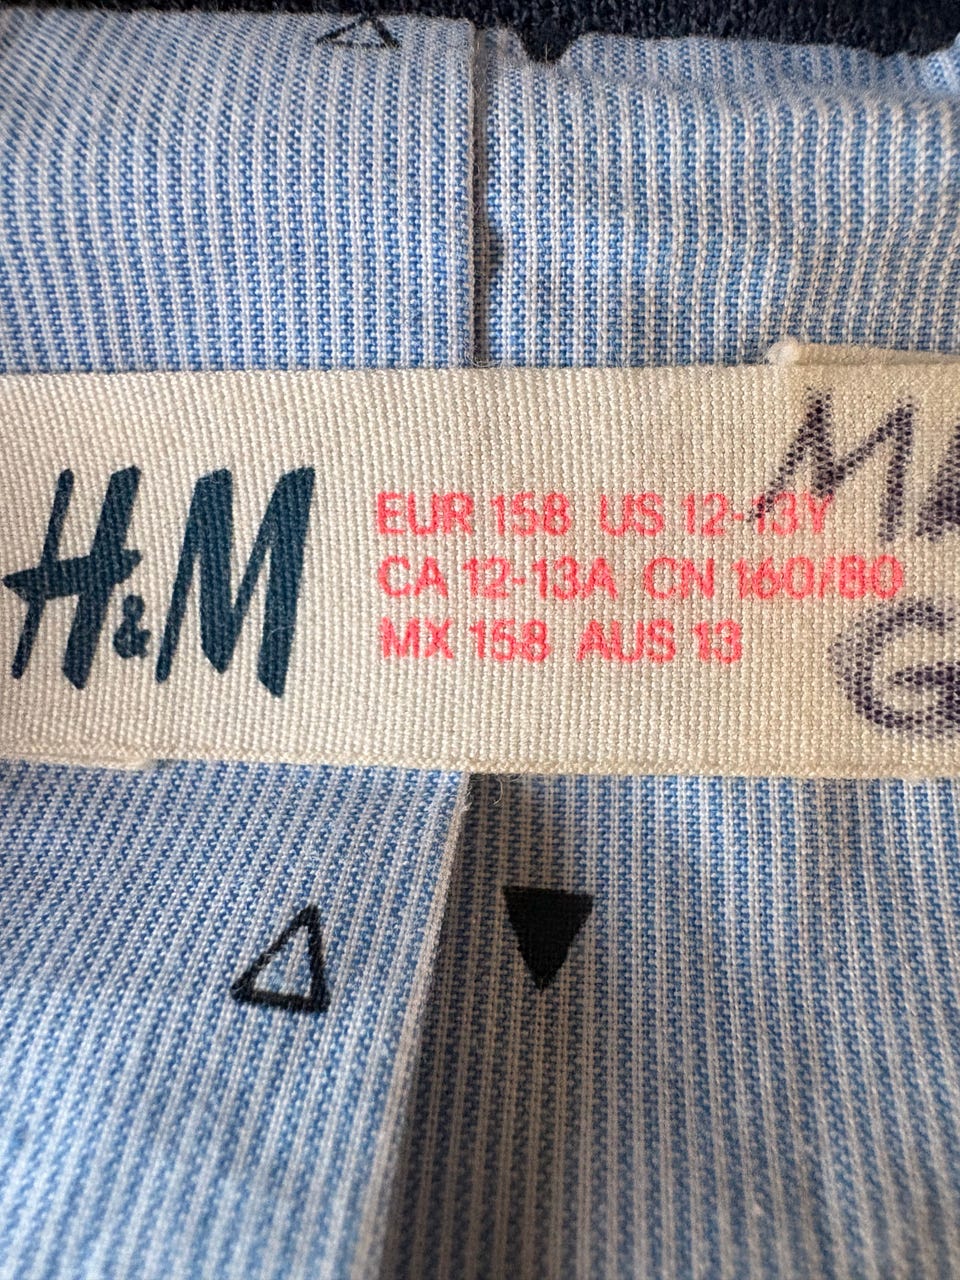 H&M
EUR 158 US 12-13Y
CA 12-13A CN 160/80
MX 158 AUS 13